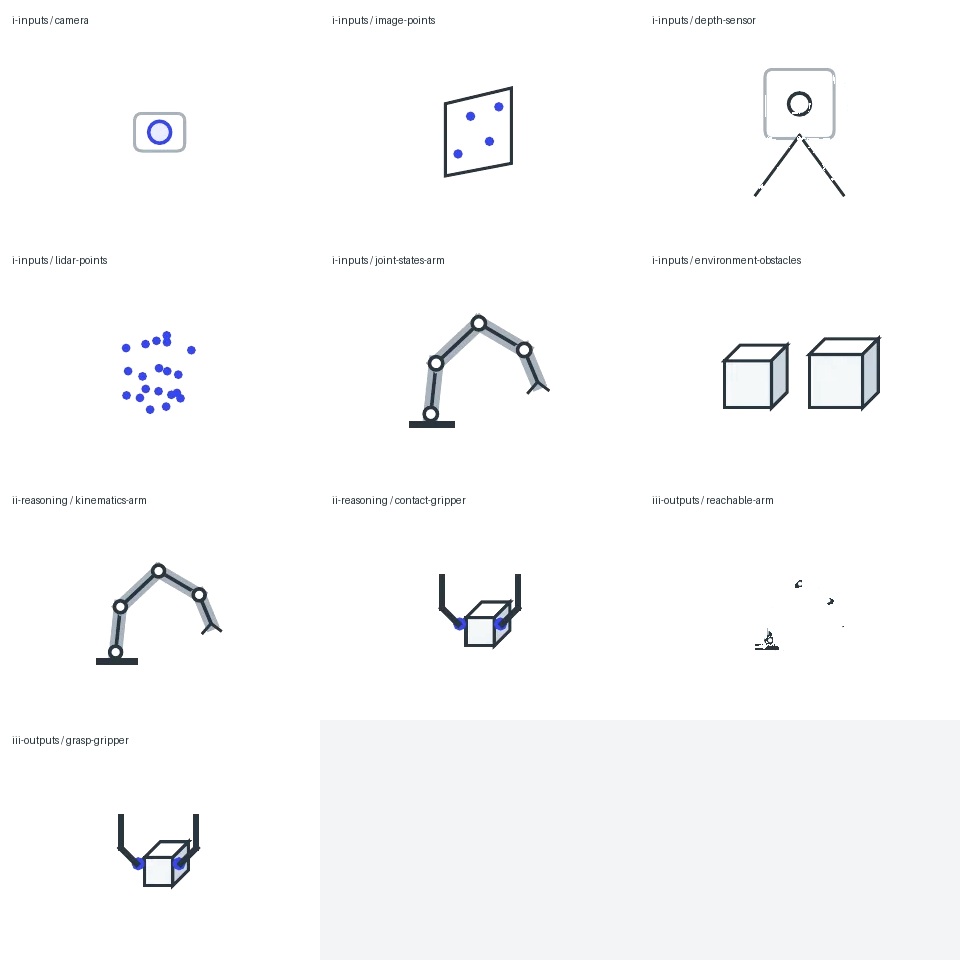 i-inputs / camera
i-inputs / image-points
i-inputs / depth-sensor
i-inputs / lidar-points
i-inputs / joint-states-arm
i-inputs / environment-obstacles
ii-reasoning / kinematics-arm
ii-reasoning / contact-gripper
iii-outputs / reachable-arm
iii-outputs / grasp-gripper